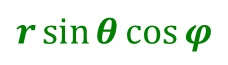 𝒓 sin 𝜽 cos 𝝋